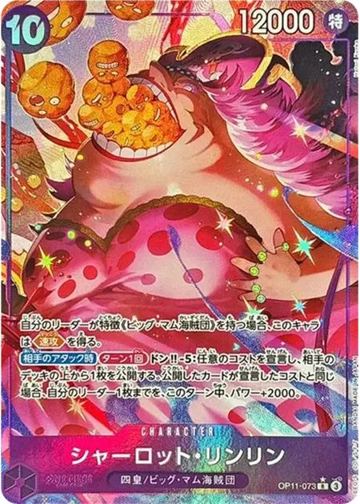 10
12000 特
自分のリーダーが特徴《ビッグ・マム海賊団》を持つ場合、このキャラ
は【速攻】を得る。
相手のアタック時 ターン1回 ドン!!-5:任意のコストを宣言し、相手の
デッキの上から1枚を公開する。公開したカードが宣言したコストと同じ
場合、自分のリーダー1枚までを、このターン中、パワー+2000。
CHARACTER
シャーロット・リンリン
四皇/ビッグ・マム海賊団
OP11-073 R 3